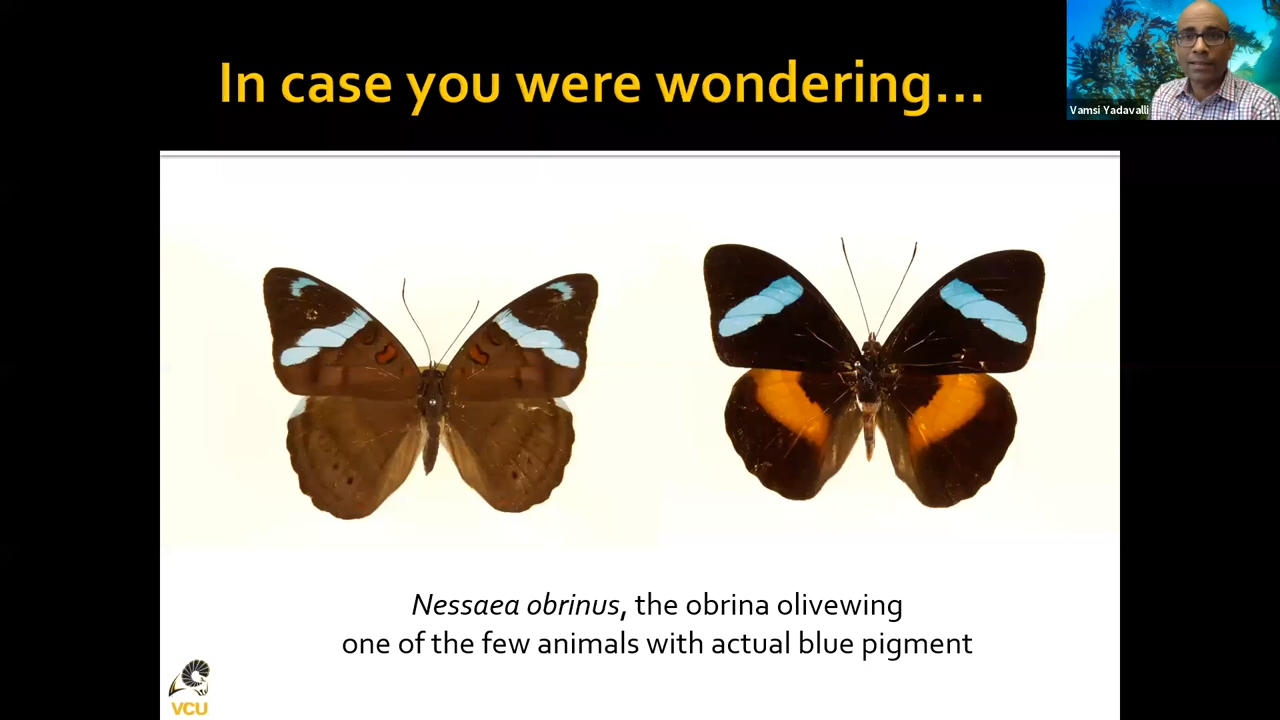 In case you were wondering...
Vamsi Yadavalli
Nessaea obrinus, the obrina olivewing
one of the few animals with actual blue pigment
VCU